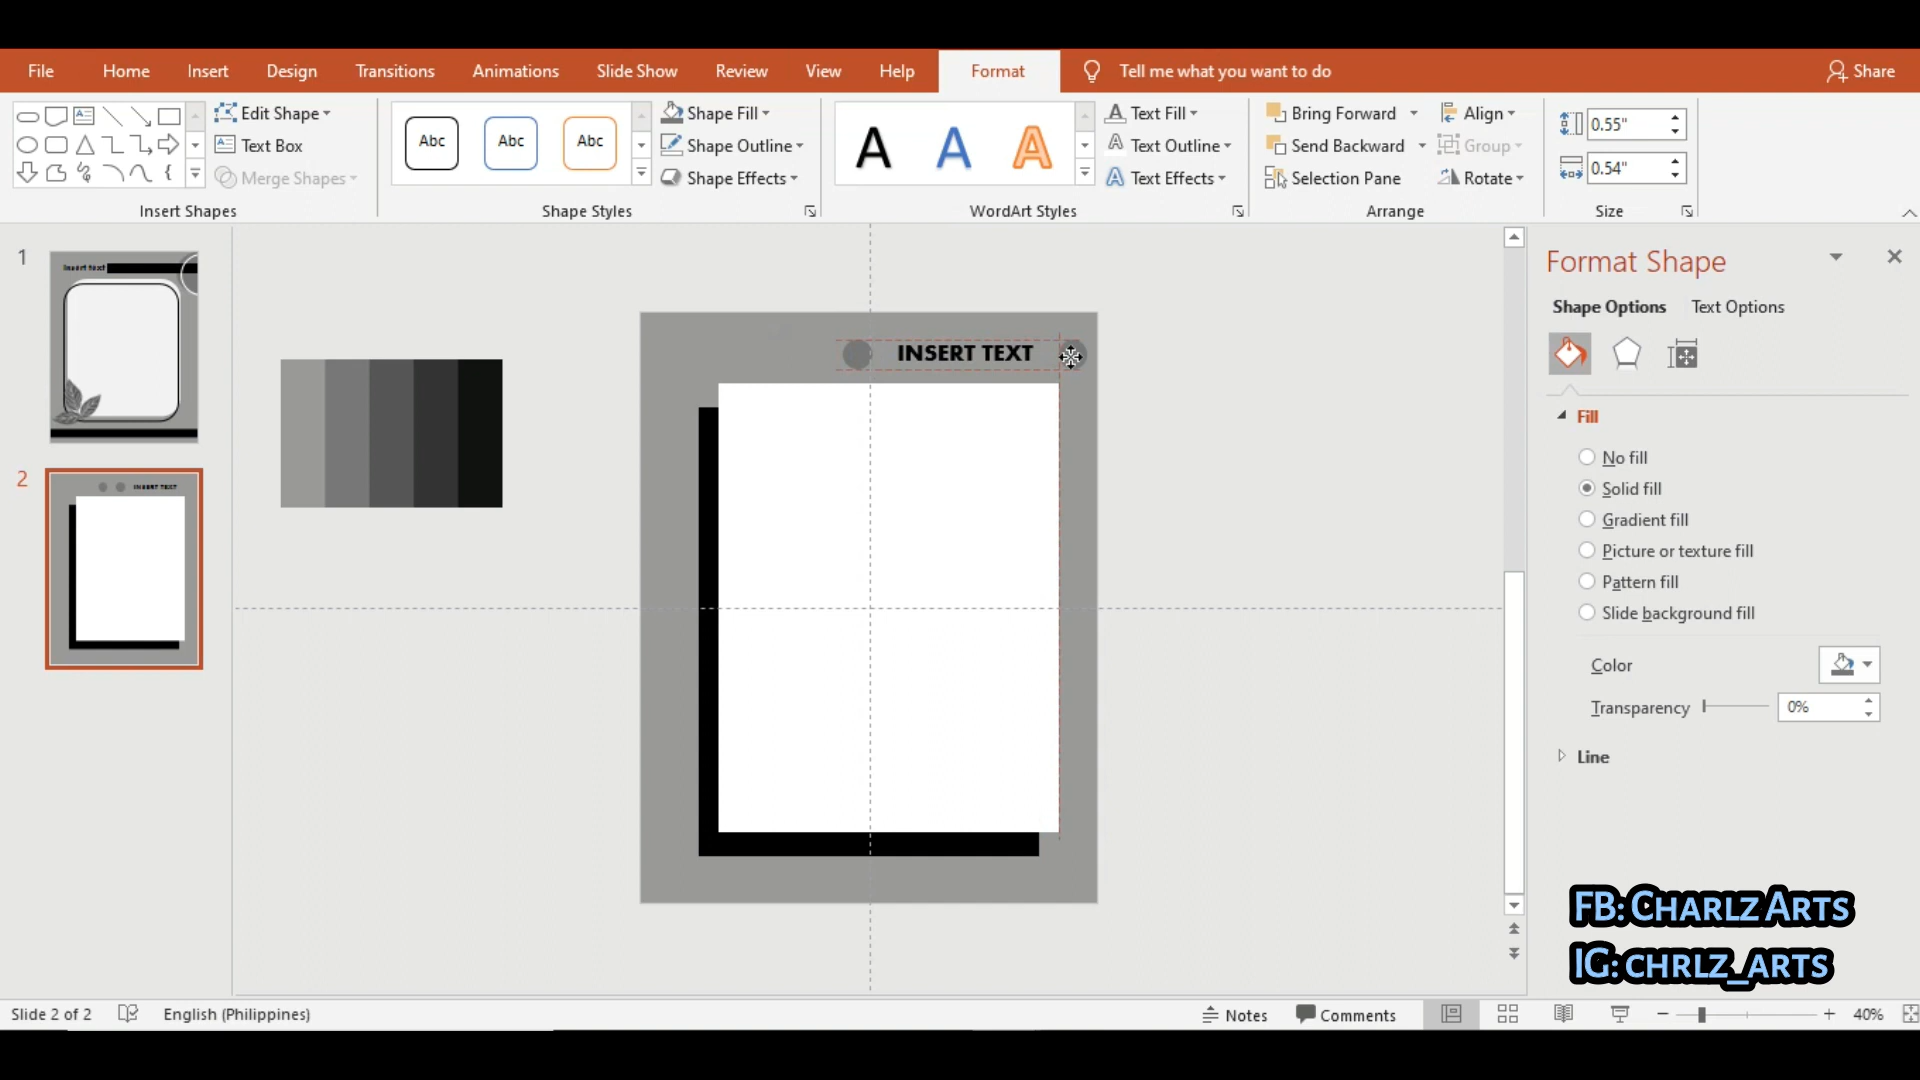 File Home Insert Design Transitions Animations Slide Show Review View Help Format Tell me what you want to do Share
Edit Shape
Text Box
Merge Shapes
Insert Shapes
Abc Abc Abc
Shape Fill
Shape Outline
Shape Effects
Shape Styles
A A A
Text Fill
Text Outline
Text Effects
WordArt Styles
Bring Forward
Send Backward
Selection Pane
Align
Group
Rotate
Arrange
0.55"
0.54"
Size
1
Insert text
2
INSERT TEXT
INSERT TEXT
Format Shape
Shape Options Text Options
Fill
No fill
Solid fill
Gradient fill
Picture or texture fill
Pattern fill
Slide background fill
Color
Transparency 0%
Line
FB: Charlz Arts
IG: chrlz_arts
Slide 2 of 2 English (Philippines) Notes Comments 40%